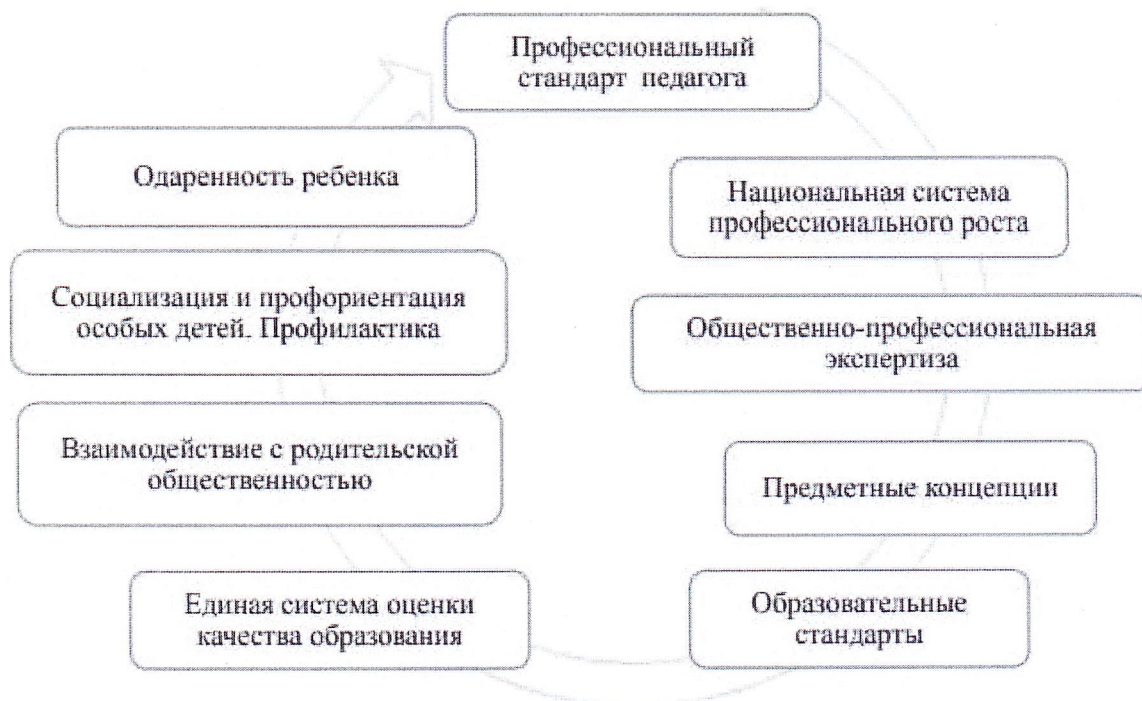 Профессиональный
стандарт педагога
Национальная система
профессионального роста
Общественно-профессиональная
экспертиза
Предметные концепции
Образовательные
стандарты
Единая система оценки
качества образования
Взаимодействие с родительской
общественностью
Социализация и профориентация
особых детей. Профилактика
Одаренность ребенка